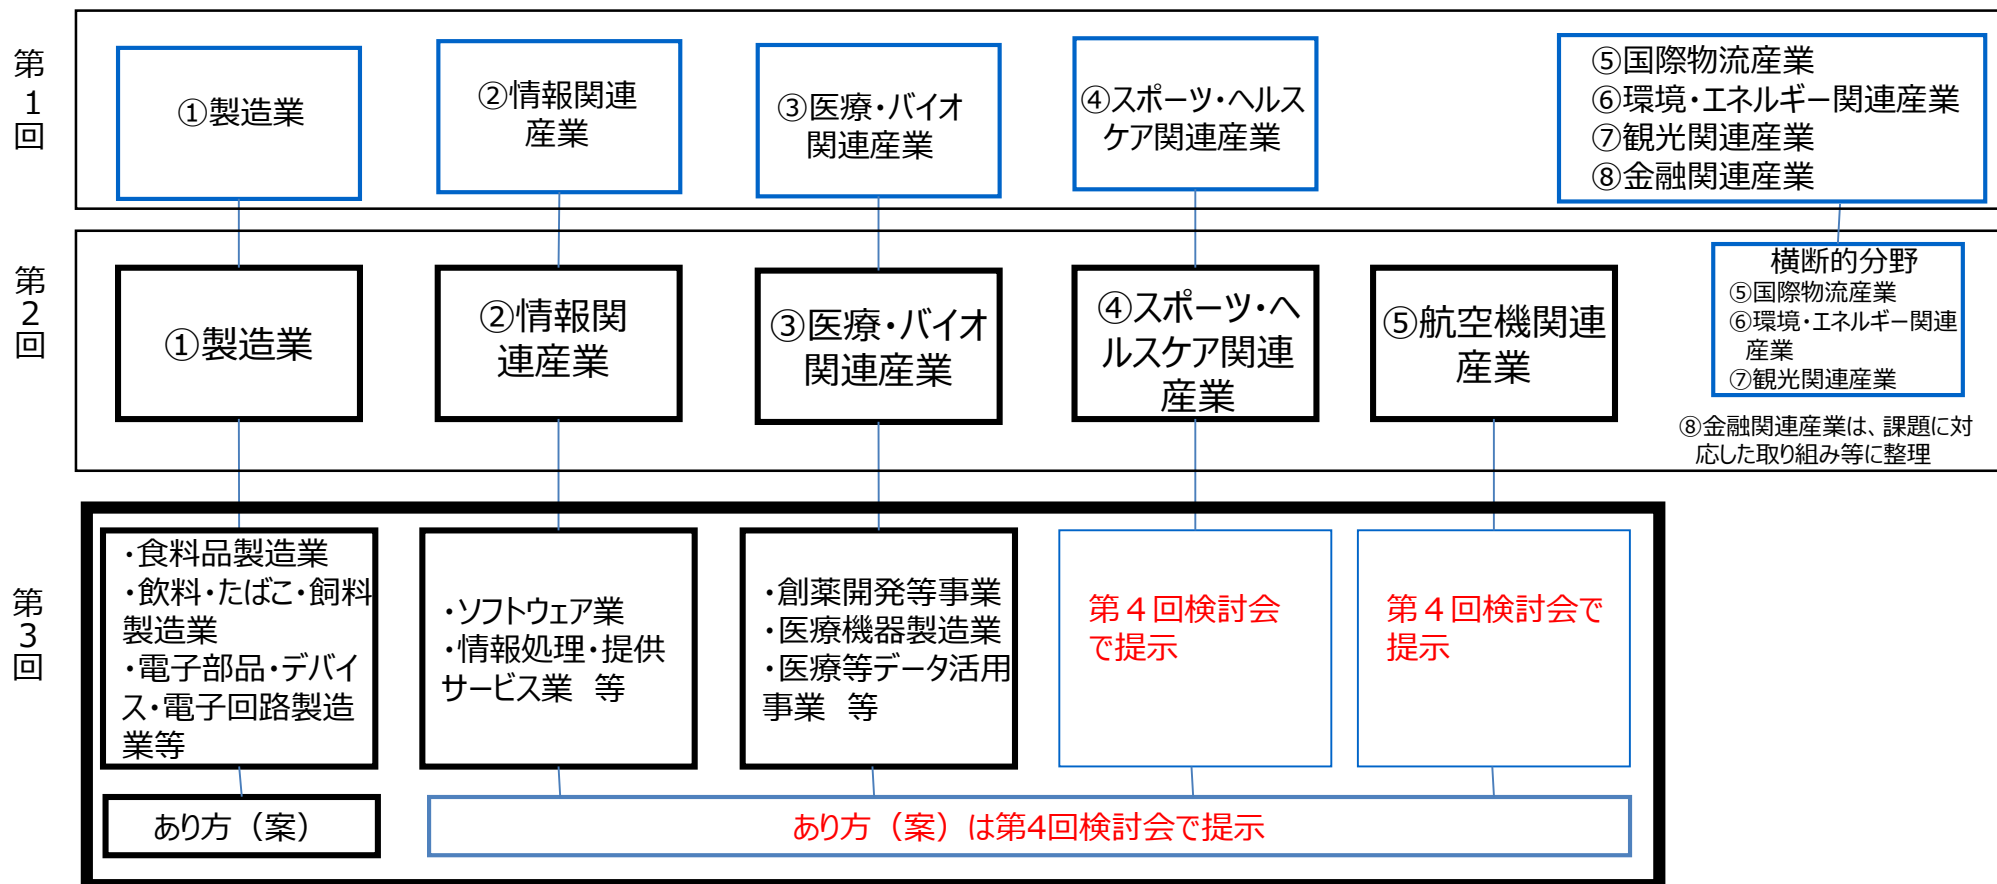 第1回
①製造業
②情報関連
産業
③医療・バイオ
関連産業
④スポーツ・ヘルス
ケア関連産業
⑤国際物流産業
⑥環境・エネルギー関連産業
⑦観光関連産業
⑧金融関連産業
第2回
①製造業
②情報関
連産業
③医療・バイオ
関連産業
④スポーツ・ヘ
ルスケア関連
産業
⑤航空機関連
産業
横断的分野
⑤国際物流産業
⑥環境・エネルギー関連
産業
⑦観光関連産業
⑧金融関連産業は、課題に対
応した取り組み等に整理
第3回
・食料品製造業
・飲料・たばこ・飼料
製造業
・電子部品・デバイ
ス・電子回路製造
業等
・ソフトウェア業
・情報処理・提供
サービス業　等
・創薬開発等事業
・医療機器製造業
・医療等データ活用
事業　等
第4回検討会
で提示
第4回検討会で
提示
あり方（案）
あり方（案）は第4回検討会で提示